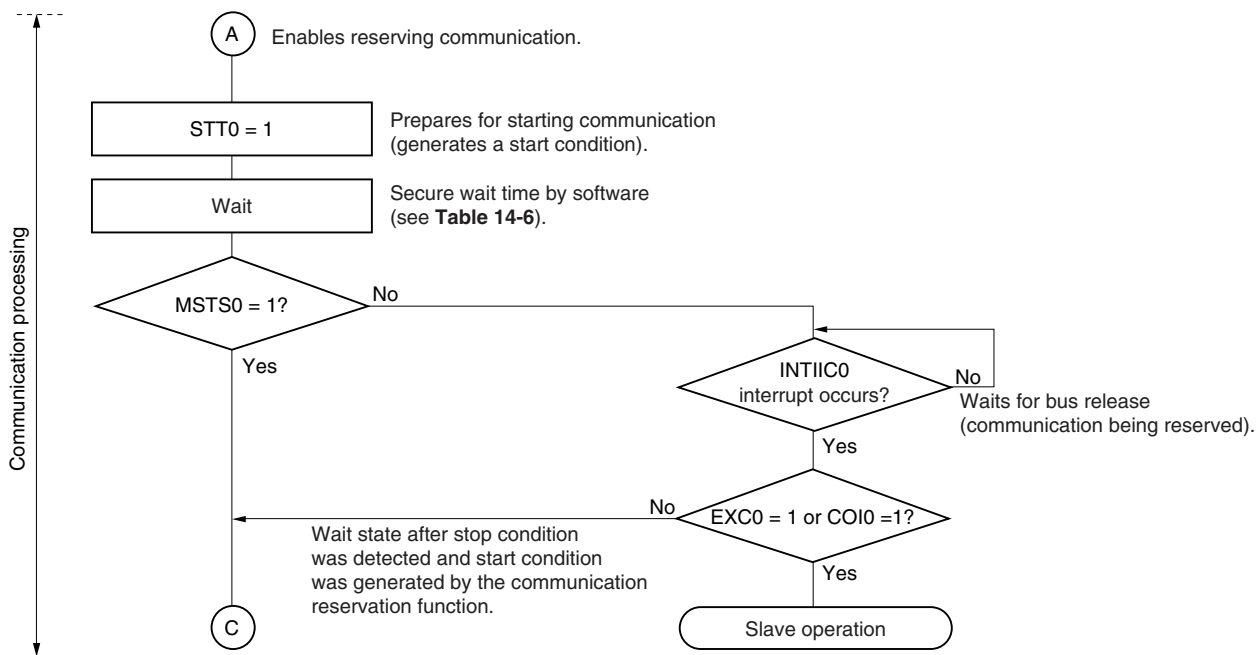 A
Enables reserving communication.
STT0 = 1
Prepares for starting communication
(generates a start condition).
Wait
Secure wait time by software
(see Table 14-6).
MSTS0 = 1?
No
Yes
INTIIC0
interrupt occurs?
No
Waits for bus release
(communication being reserved).
Yes
EXC0 = 1 or COI0 =1?
No
Wait state after stop condition
was detected and start condition
was generated by the communication
reservation function.
Yes
C
Slave operation
Communication processing